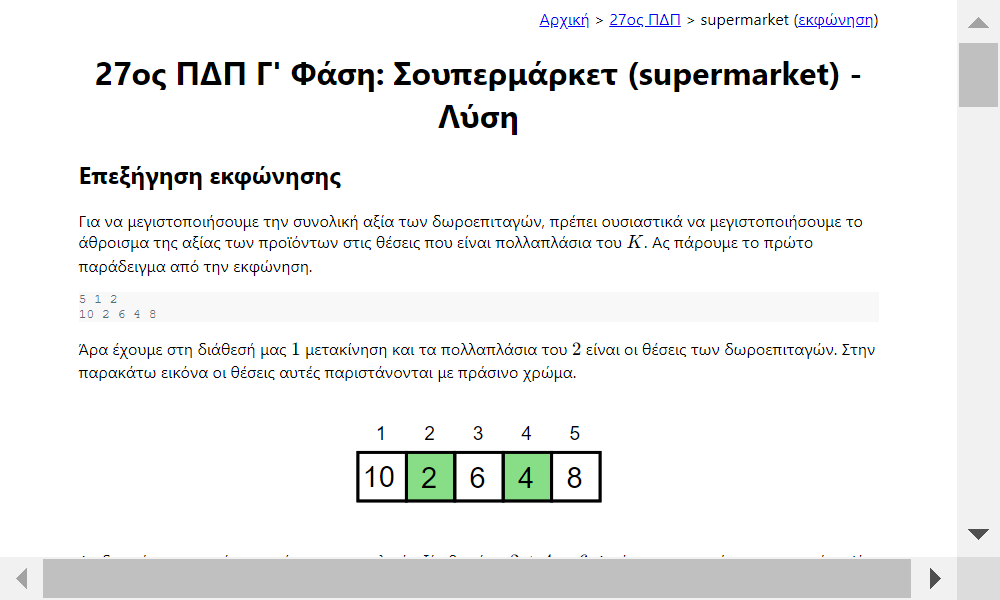 Αρχική > 27ος ΠΔΠ > supermarket (εκφώνηση)
27ος ΠΔΠ Γ' Φάση: Σουπερμάρκετ (supermarket) -
Λύση
Επεξήγηση εκφώνησης
Για να μεγιστοποιήσουμε την συνολική αξία των δωροεπιταγών, πρέπει ουσιαστικά να μεγιστοποιήσουμε το
άθροισμα της αξίας των προϊόντων στις θέσεις που είναι πολλαπλάσια του K. Ας πάρουμε το πρώτο
παράδειγμα από την εκφώνηση.
5 1 2
10 2 6 4 8
Άρα έχουμε στη διάθεσή μας 1 μετακίνηση και τα πολλαπλάσια του 2 είναι οι θέσεις των δωροεπιταγών. Στην
παρακάτω εικόνα οι θέσεις αυτές παριστάνονται με πράσινο χρώμα.
1 2 3 4 5
10 2 6 4 8